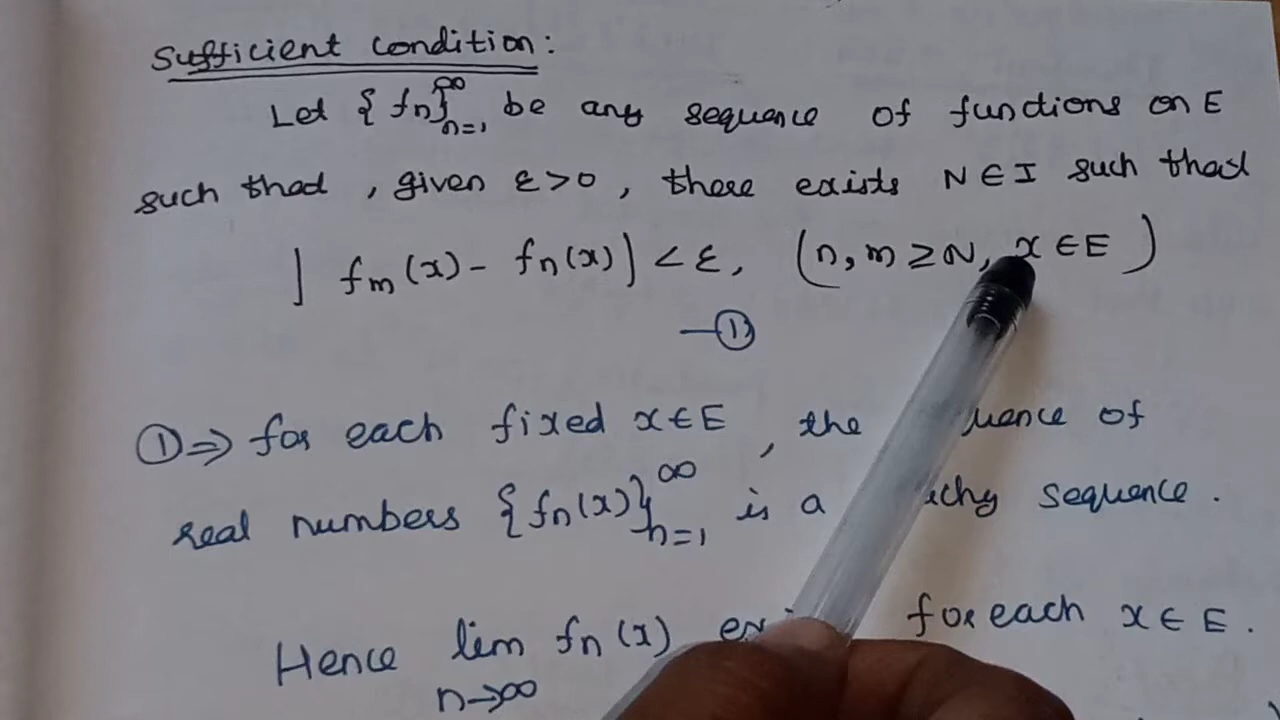 Sufficient condition:
Let {fn}∞n=1 be any sequence of functions on E
such that, given ε>0, there exists N∈I such that
|fm(x)-fn(x)|<ε, (n,m≥N, x∈E)
—①
①⇒ for each fixed x∈E, the of
real numbers {fn(x)}∞n=1 is a sequence.
Hence lim fn(x) for each x∈E.
n→∞